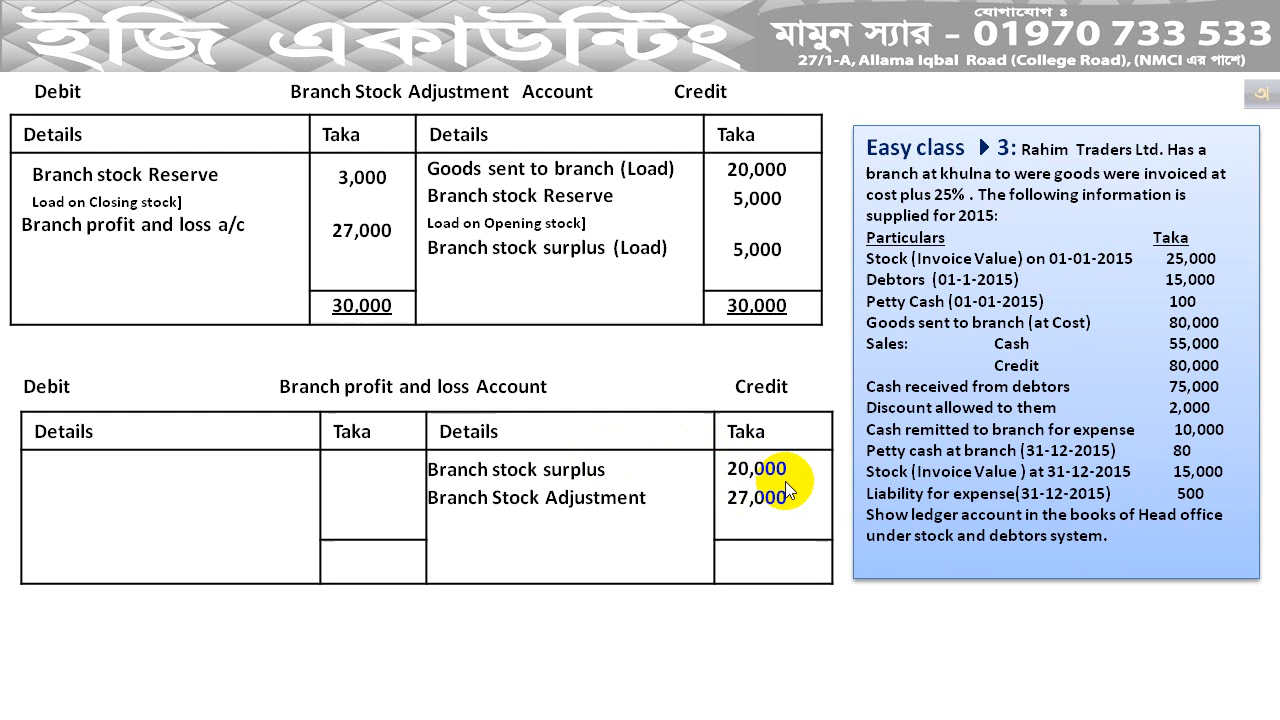 ইজি একাউন্টিং
যোগাযোগ ঃ
মামুন স্যার – 01970 733 533
27/1-A, Allama Iqbal Road (College Road), (NMCI এর পাশে)
অ
Debit Branch Stock Adjustment Account Credit
Details Taka Details Taka
Branch stock Reserve 3,000 Goods sent to branch (Load) 20,000
Load on Closing stock] Branch stock Reserve 5,000
Branch profit and loss a/c 27,000 Load on Opening stock]
Branch stock surplus (Load) 5,000
30,000 30,000
Debit Branch profit and loss Account Credit
Details Taka Details Taka
Branch stock surplus 20,000
Branch Stock Adjustment 27,000
Easy class 3: Rahim Traders Ltd. Has a
branch at khulna to were goods were invoiced at
cost plus 25% . The following information is
supplied for 2015:
Particulars Taka
Stock (Invoice Value) on 01-01-2015 25,000
Debtors (01-1-2015) 15,000
Petty Cash (01-01-2015) 100
Goods sent to branch (at Cost) 80,000
Sales: Cash 55,000
Credit 80,000
Cash received from debtors 75,000
Discount allowed to them 2,000
Cash remitted to branch for expense 10,000
Petty cash at branch (31-12-2015) 80
Stock (Invoice Value ) at 31-12-2015 15,000
Liability for expense(31-12-2015) 500
Show ledger account in the books of Head office
under stock and debtors system.